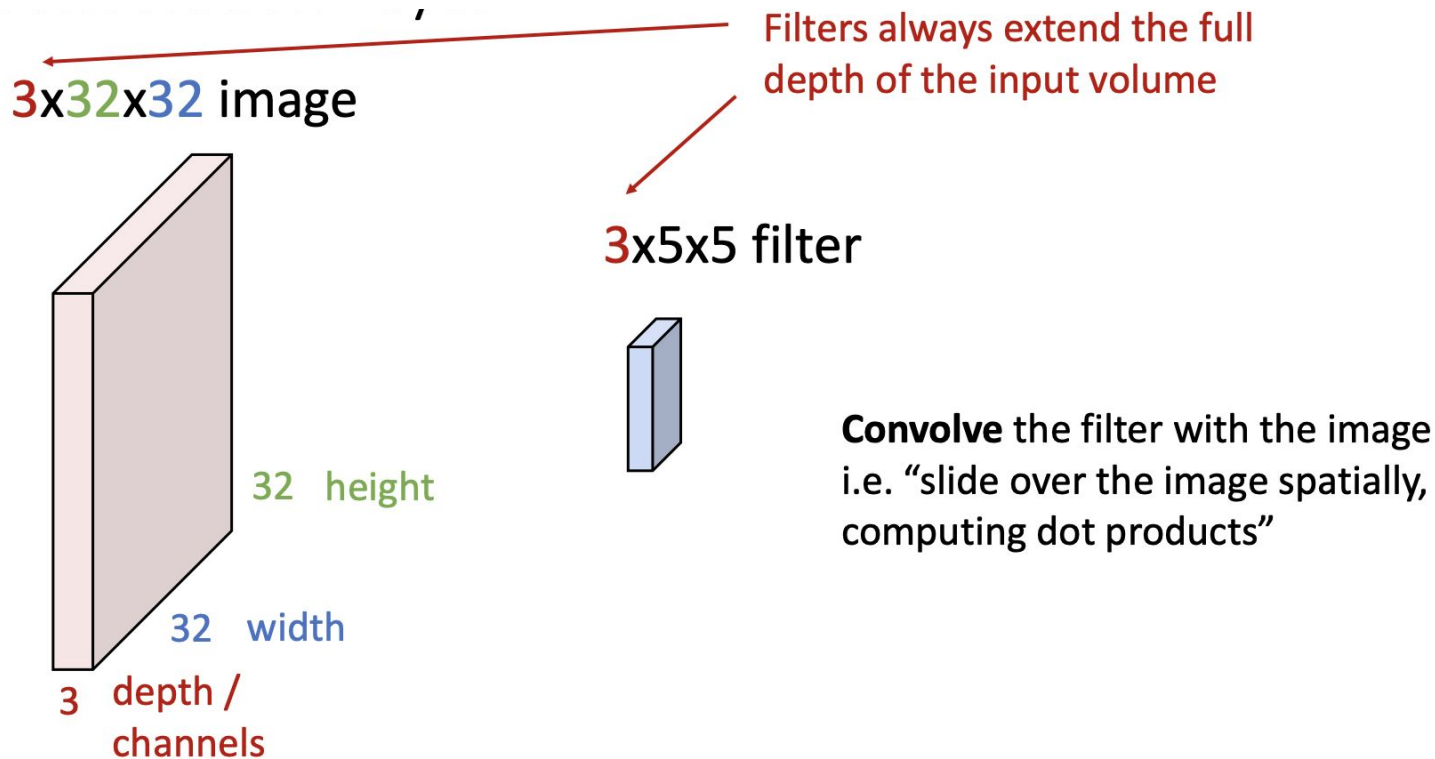 Filters always extend the full
depth of the input volume
3x32x32 image
3x5x5 filter
Convolve the filter with the image
i.e. “slide over the image spatially,
computing dot products”
32 height
32 width
3 depth /
channels